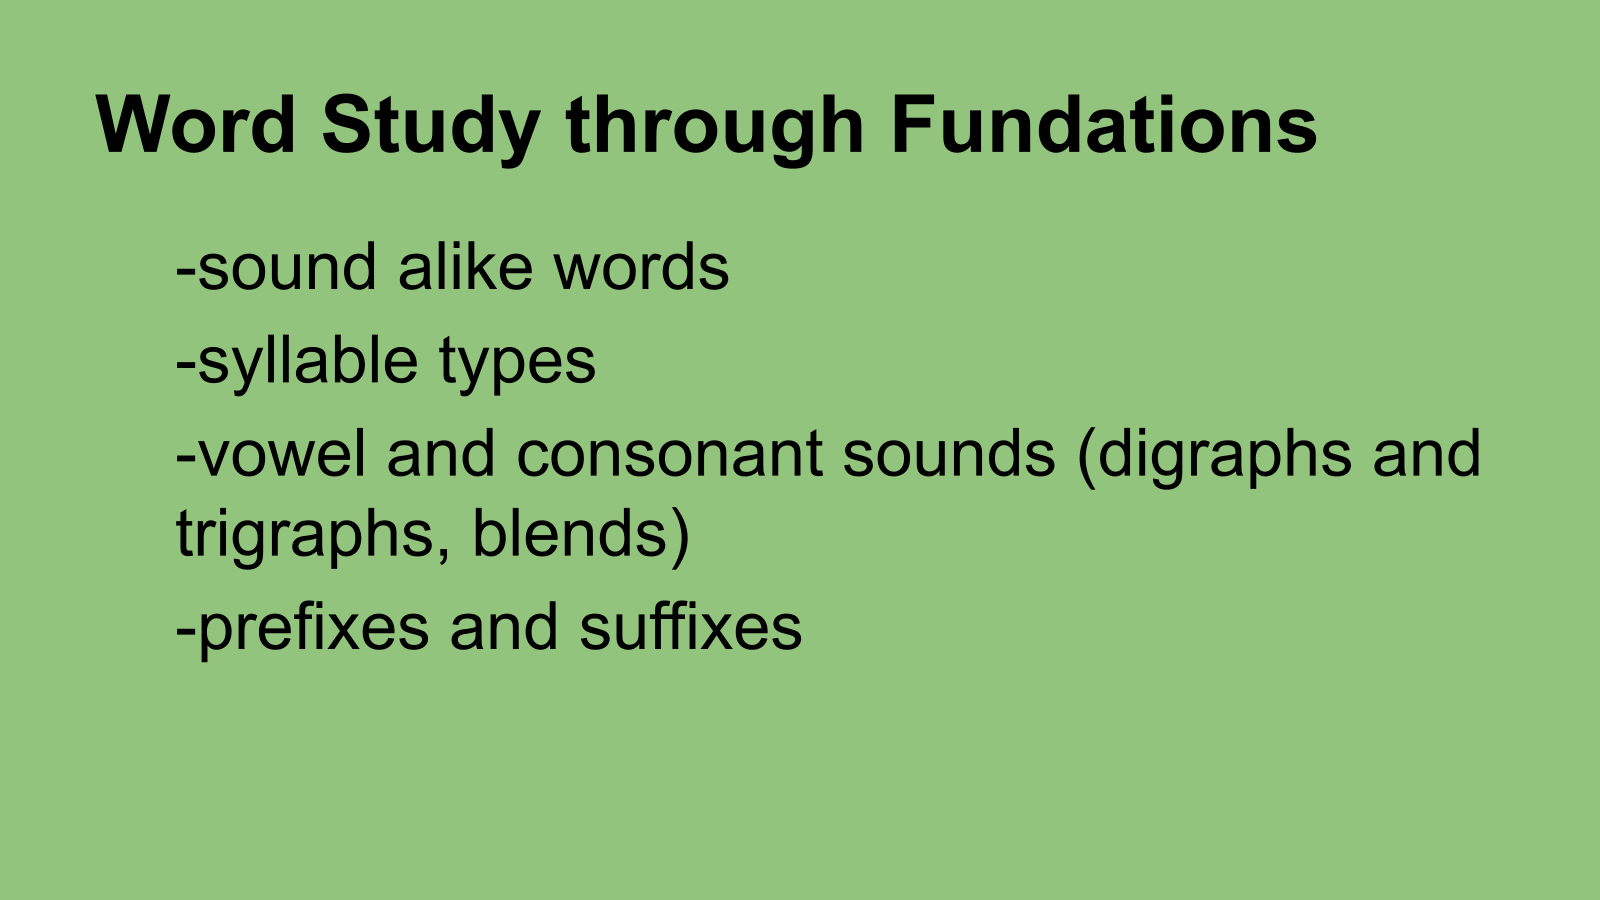 Word Study through Fundations
-sound alike words
-syllable types
-vowel and consonant sounds (digraphs and
trigraphs, blends)
-prefixes and suffixes